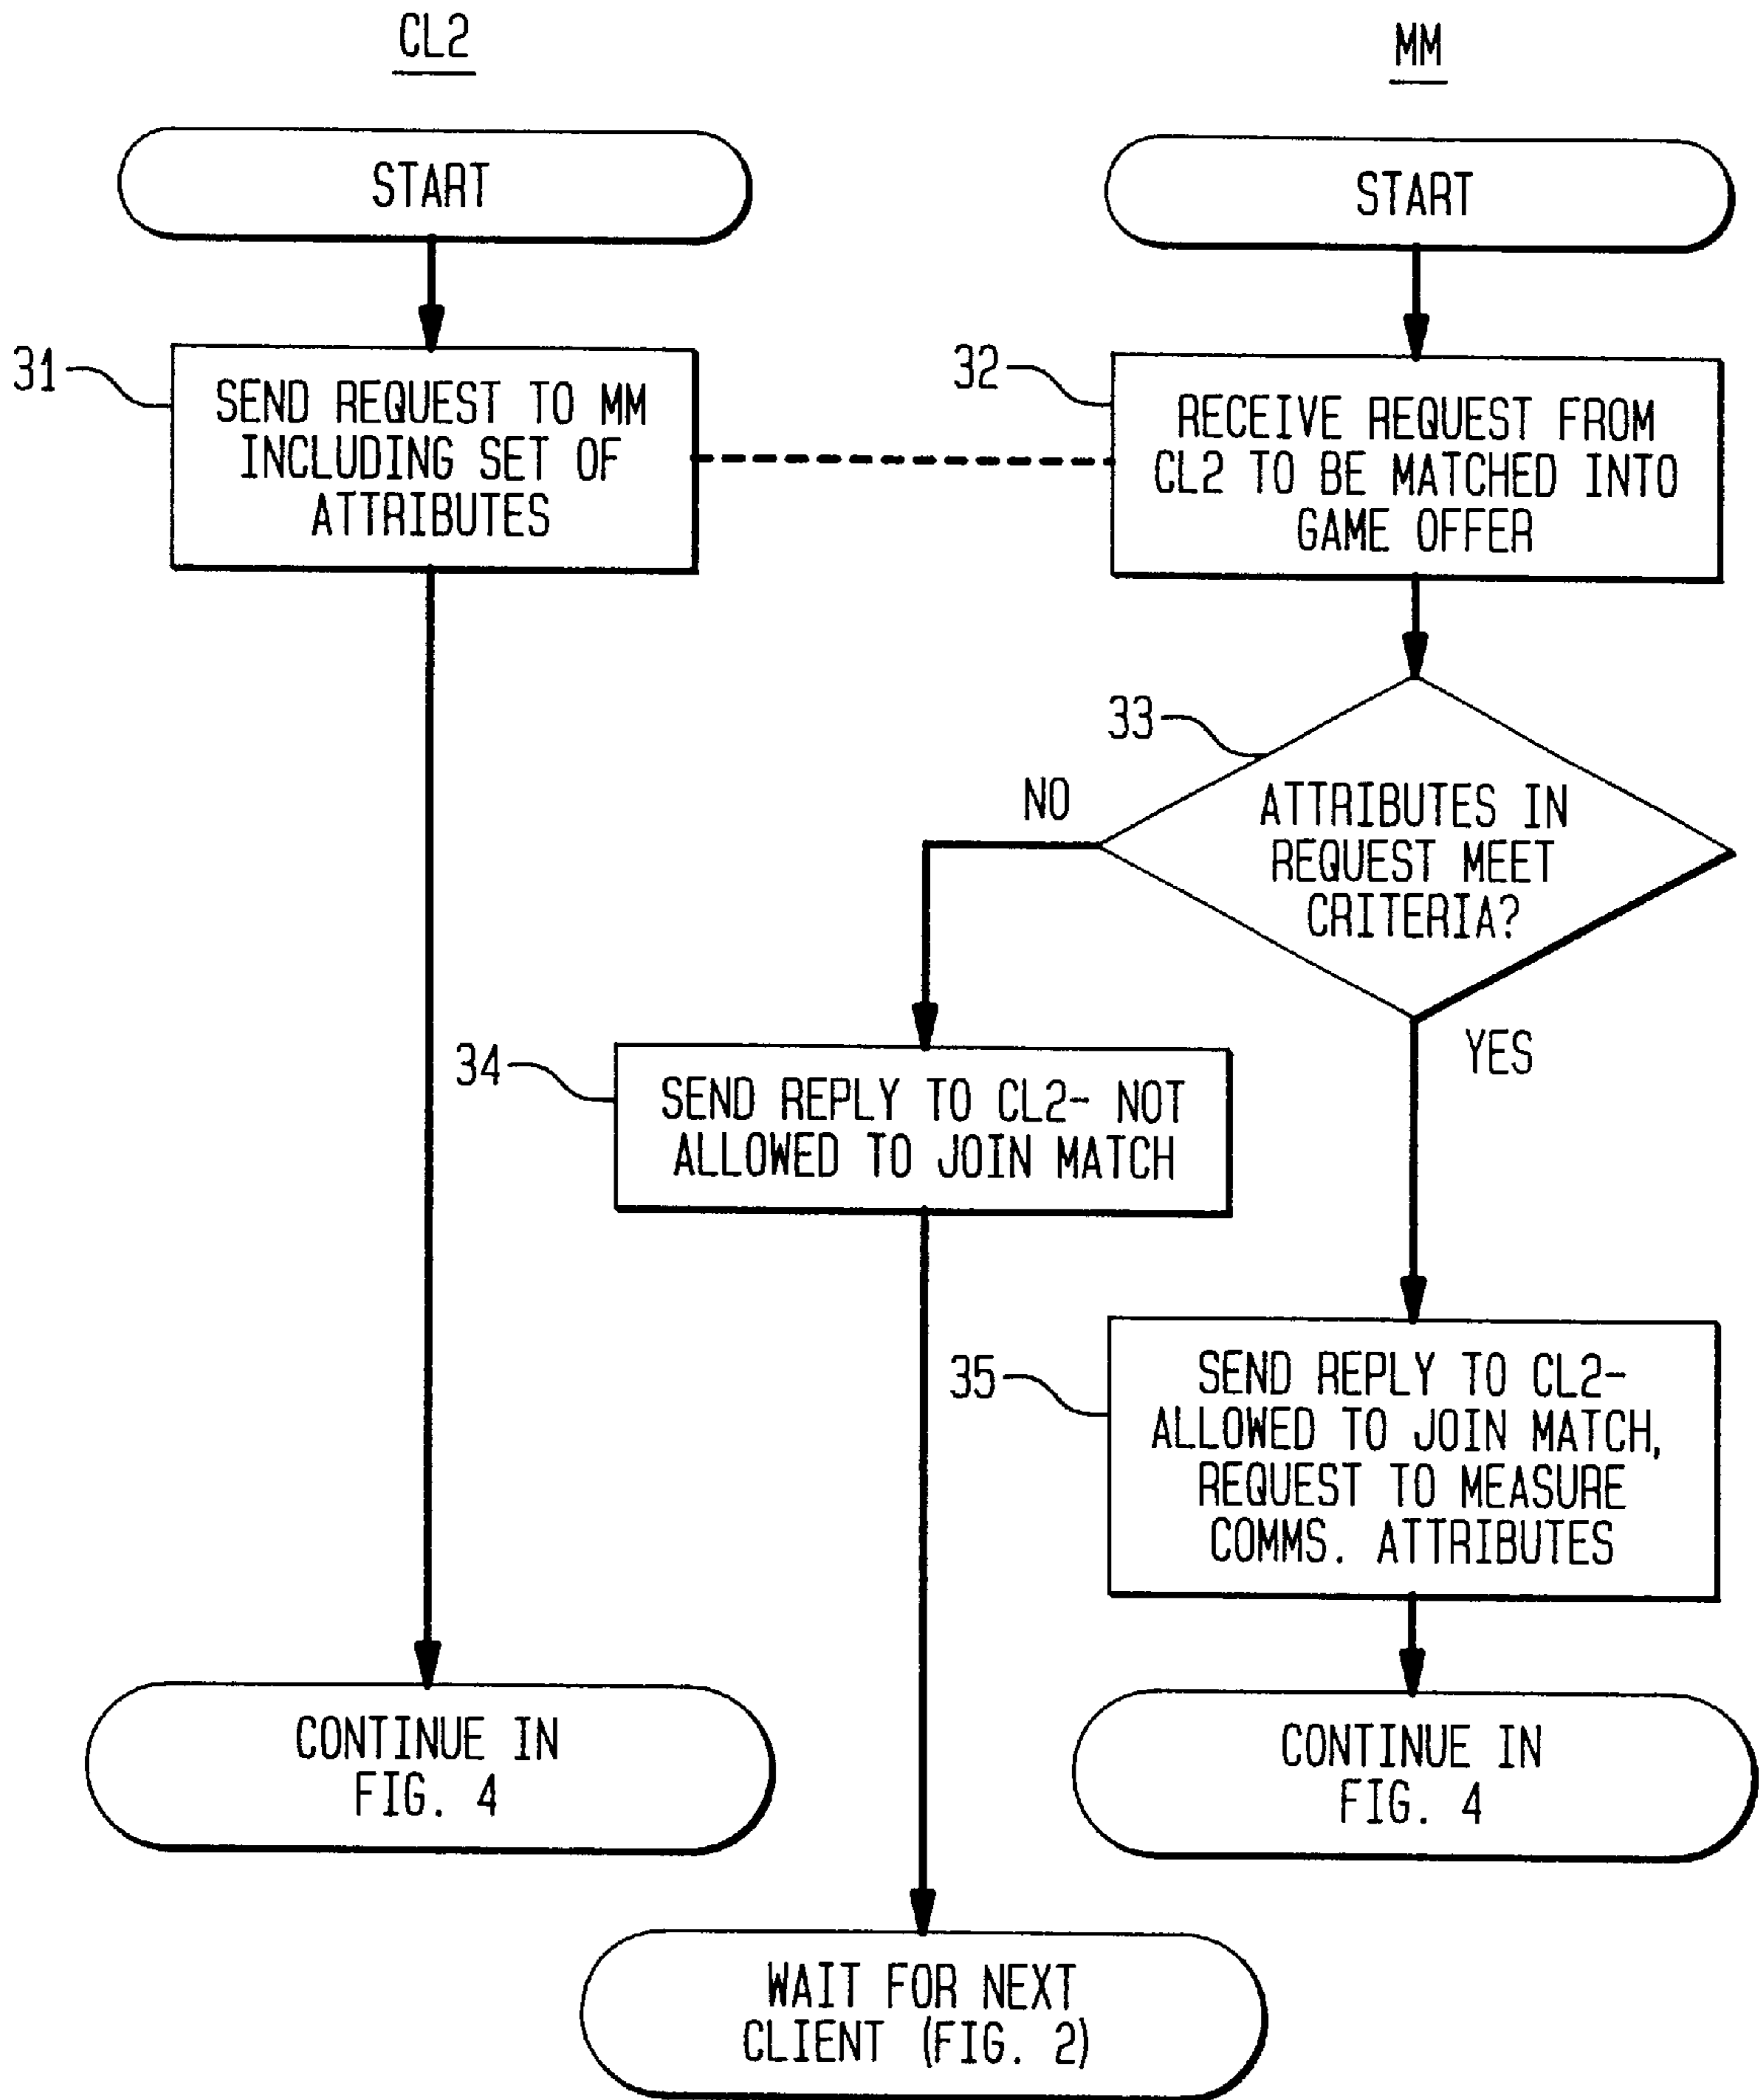 CL2
MM
START
START
31
SEND REQUEST TO MM
INCLUDING SET OF
ATTRIBUTES
32
RECEIVE REQUEST FROM
CL2 TO BE MATCHED INTO
GAME OFFER
33
NO
ATTRIBUTES IN
REQUEST MEET
CRITERIA?
YES
34
SEND REPLY TO CL2- NOT
ALLOWED TO JOIN MATCH
35
SEND REPLY TO CL2-
ALLOWED TO JOIN MATCH,
REQUEST TO MEASURE
COMMS. ATTRIBUTES
CONTINUE IN
FIG. 4
CONTINUE IN
FIG. 4
WAIT FOR NEXT
CLIENT (FIG. 2)